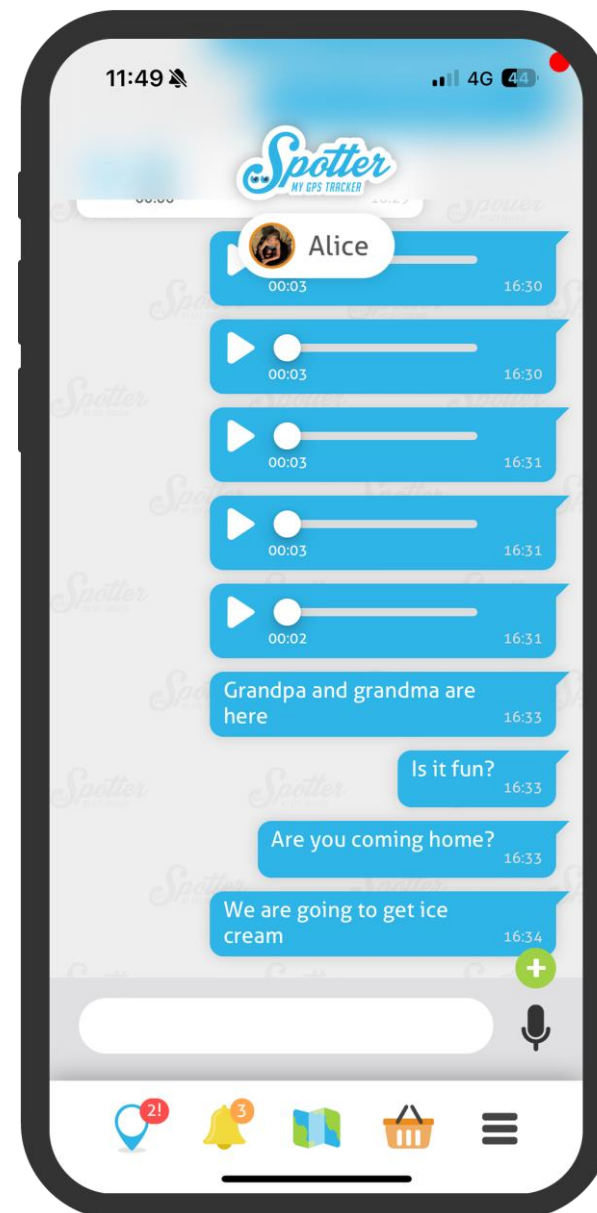 11:49
4G 44
Spotter
MY GPS TRACKER
Alice
00:03 16:30
00:03 16:30
00:03 16:31
00:03 16:31
00:02 16:31
Grandpa and grandma are
here 16:33
Is it fun?
16:33
Are you coming home?
16:33
We are going to get ice
cream 16:34
+
2! 3